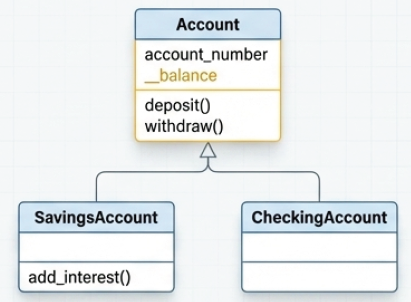 Account
account_number
__balance
deposit()
withdraw()
SavingsAccount
add_interest()
CheckingAccount